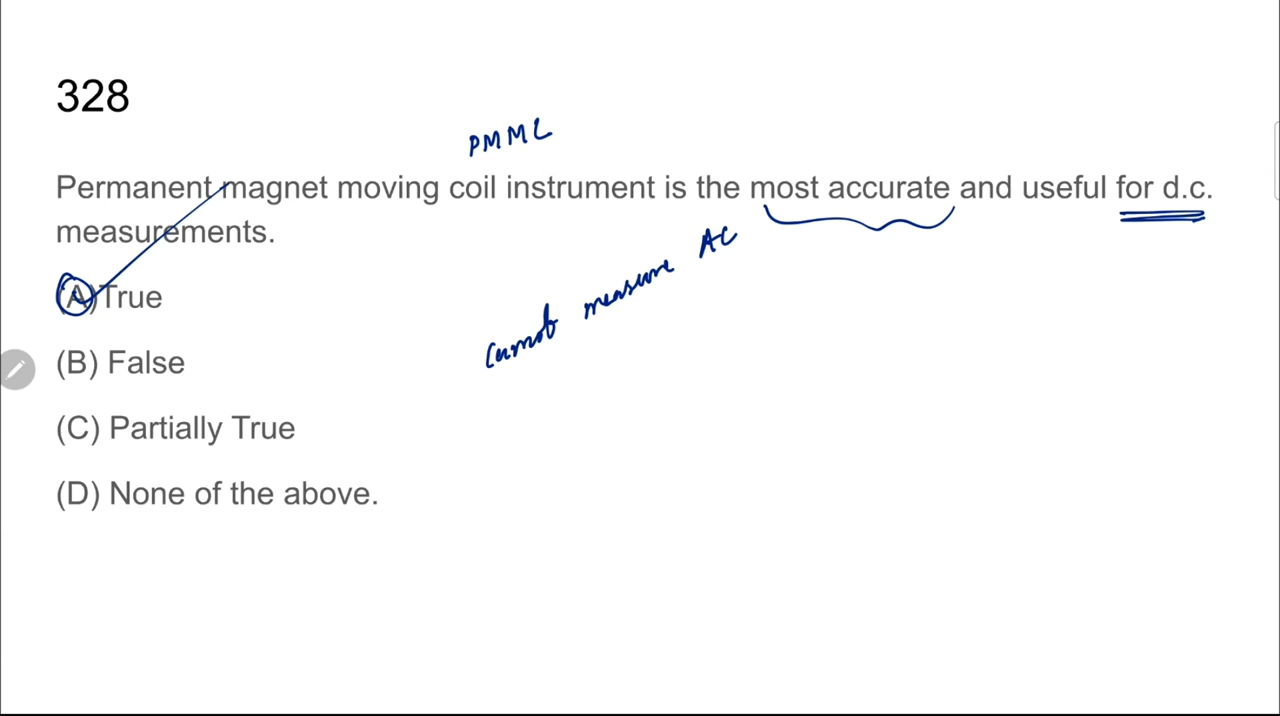 328
PMMC
Permanent magnet moving coil instrument is the most accurate and useful for d.c.
measurements.
cannot measure AC
(A) True
(B) False
(C) Partially True
(D) None of the above.